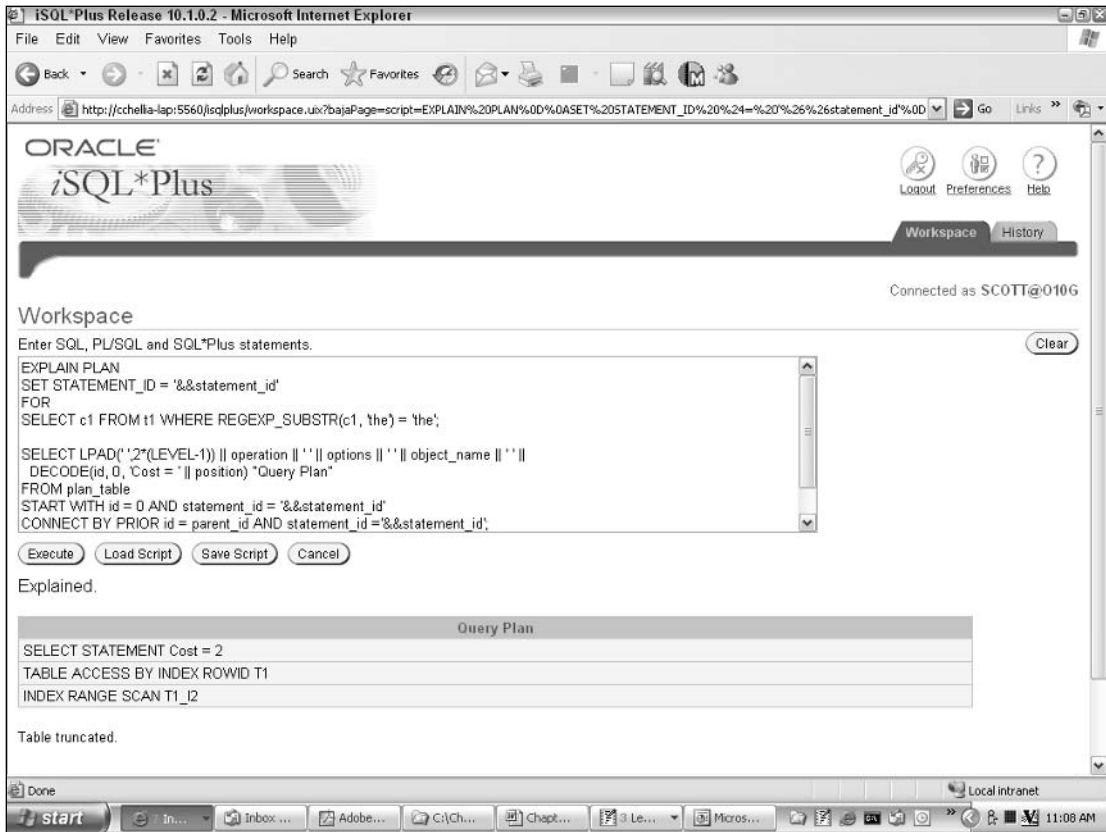 iSQL*Plus Release 10.1.0.2 - Microsoft Internet Explorer
File Edit View Favorites Tools Help
Back Search Favorites
Address http://cchellia-lap:5560/isqlplus/workspace.uix?bajaPage=script=EXPLAIN%20PLAN%0D%0ASET%20STATEMENT_ID%20%24=%20'%26%26statement_id'%0D Go Links »
ORACLE
iSQL*Plus
Logout Preferences Help
Workspace History
Connected as SCOTT@O10G
Workspace
Enter SQL, PL/SQL and SQL*Plus statements. Clear
EXPLAIN PLAN
SET STATEMENT_ID = '&&statement_id'
FOR
SELECT c1 FROM t1 WHERE REGEXP_SUBSTR(c1, 'the') = 'the';
SELECT LPAD(' ',2*(LEVEL-1)) || operation || ' ' || options || ' ' || object_name || ' ' ||
DECODE(id, 0, 'Cost = ' || position) "Query Plan"
FROM plan_table
START WITH id = 0 AND statement_id = '&&statement_id'
CONNECT BY PRIOR id = parent_id AND statement_id ='&&statement_id';
Execute Load Script Save Script Cancel
Explained.
Query Plan
SELECT STATEMENT Cost = 2
TABLE ACCESS BY INDEX ROWID T1
INDEX RANGE SCAN T1_I2
Table truncated.
Done Local intranet
start 7 In... Inbox ... Adobe... C:\Ch... Chapt... 3 Le... Micros... » 11:08 AM